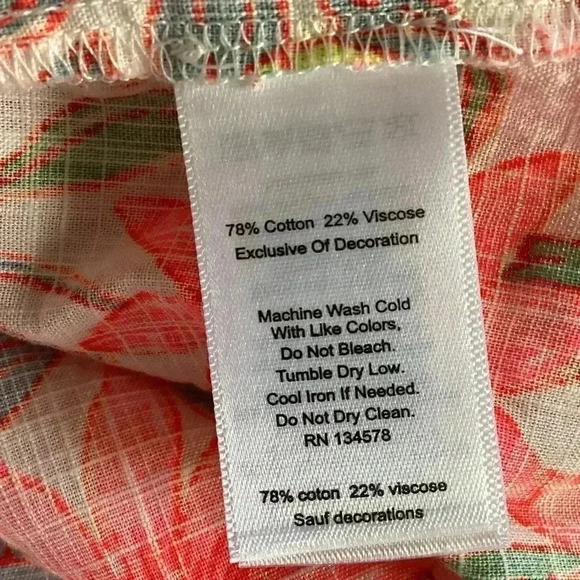 78% Cotton 22% Viscose
Exclusive Of Decoration
Machine Wash Cold
With Like Colors,
Do Not Bleach.
Tumble Dry Low.
Cool Iron If Needed.
Do Not Dry Clean.
RN 134578
78% coton 22% viscose
Sauf decorations